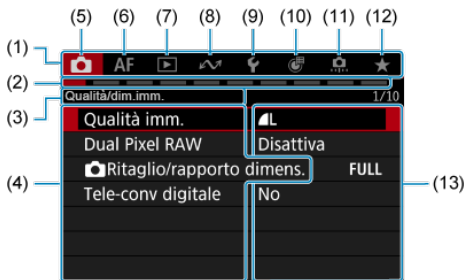 (5) (6) (7) (8) (9) (10) (11) (12)
(1) AF
(2)
(3) Qualità/dim.imm. 1/10
Qualità imm. L
Dual Pixel RAW Disattiva
Ritaglio/rapporto dimens. FULL
(4) Tele-conv digitale No (13)